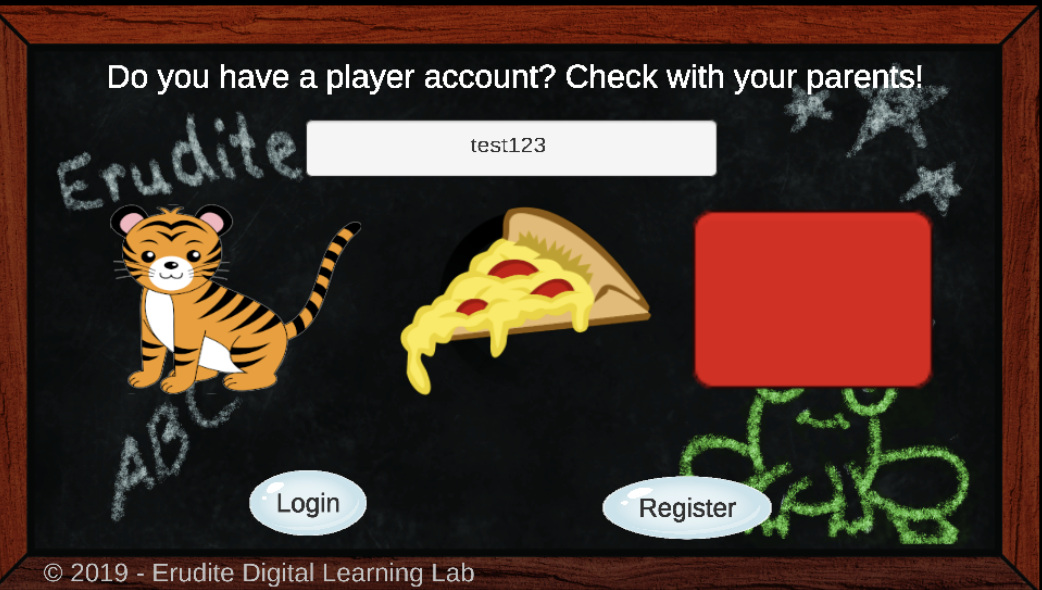 Do you have a player account? Check with your parents!
Erudite
test123
ABC
Login
Register
© 2019 - Erudite Digital Learning Lab